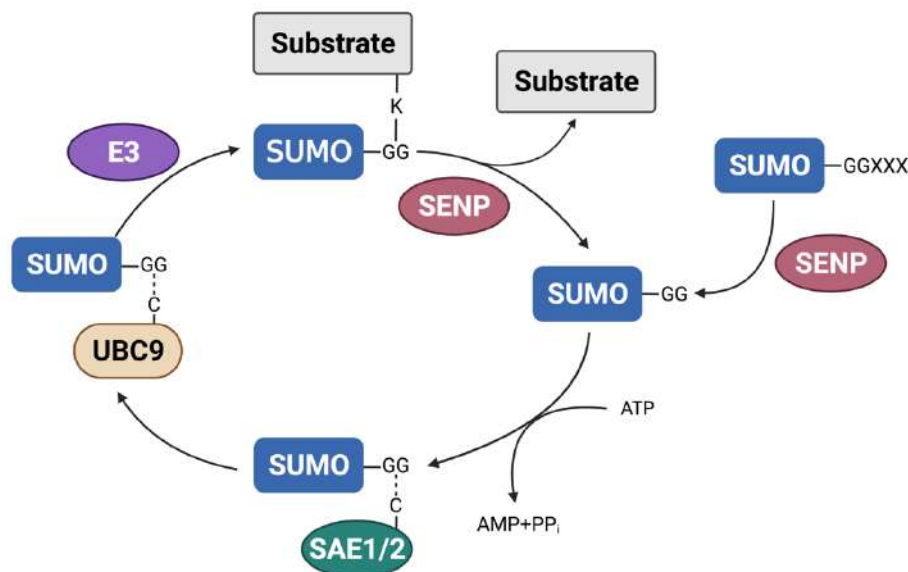 Substrate
K
SUMO
GG
Substrate
E3
SENP
SUMO
GGXXX
SENP
SUMO
GG
C
UBC9
SUMO
GG
ATP
AMP+PPᵢ
SUMO
GG
C
SAE1/2